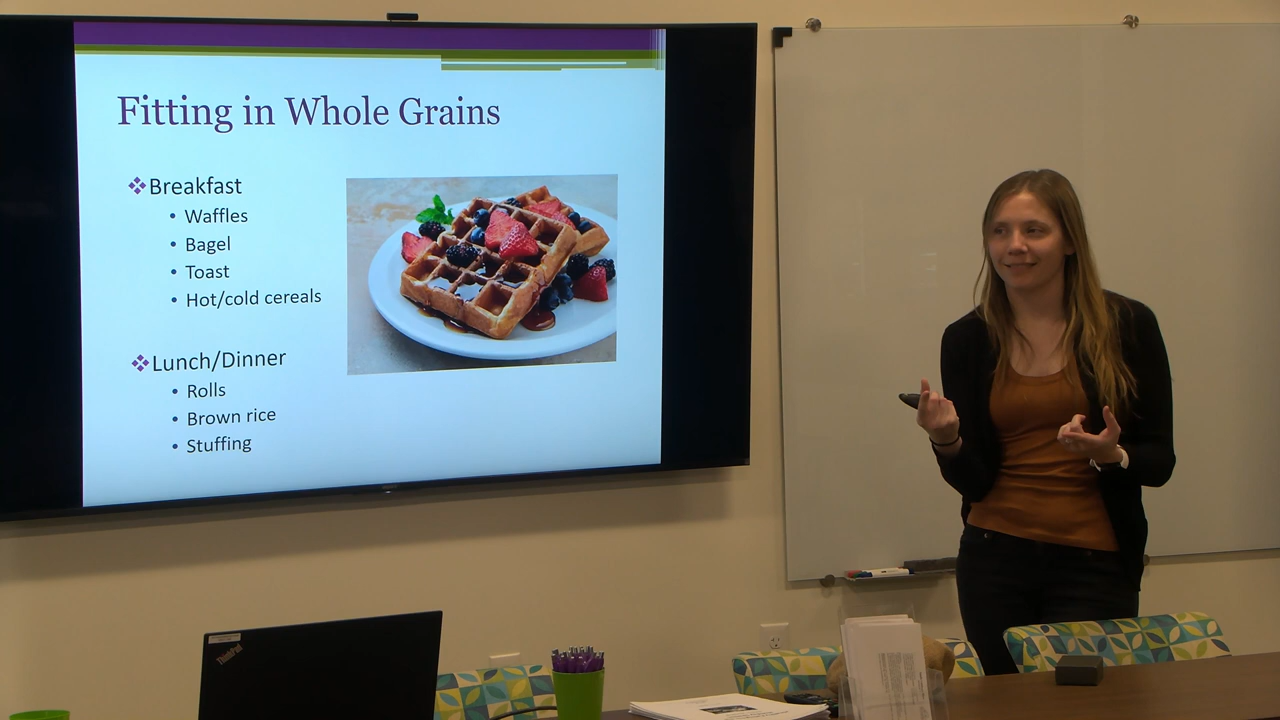 Fitting in Whole Grains
❖Breakfast
• Waffles
• Bagel
• Toast
• Hot/cold cereals
❖Lunch/Dinner
• Rolls
• Brown rice
• Stuffing
ThinkPad